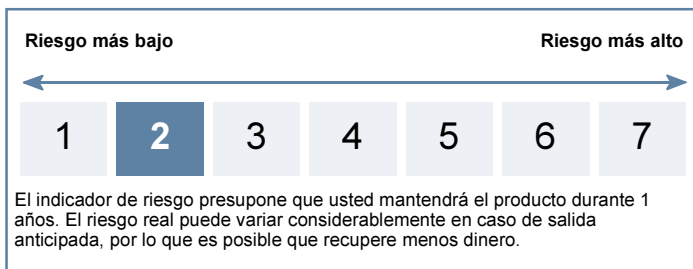 Riesgo más bajo Riesgo más alto
1 2 3 4 5 6 7
El indicador de riesgo presupone que usted mantendrá el producto durante 1
años. El riesgo real puede variar considerablemente en caso de salida
anticipada, por lo que es posible que recupere menos dinero.